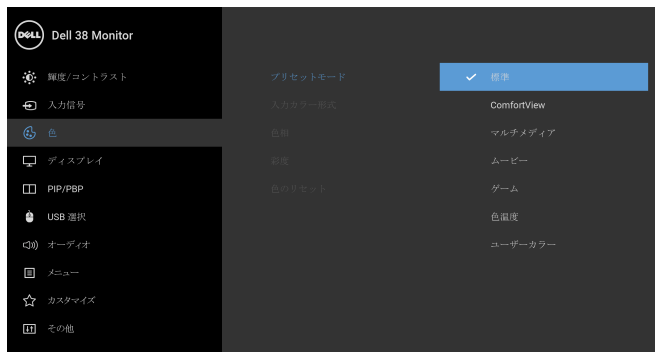 DELL
Dell 38 Monitor
輝度/コントラスト
入力信号
色
ディスプレイ
PIP/PBP
USB 選択
オーディオ
メニュー
カスタマイズ
その他
プリセットモード
入力カラー形式
色相
彩度
色のリセット
標準
ComfortView
マルチメディア
ムービー
ゲーム
色温度
ユーザーカラー